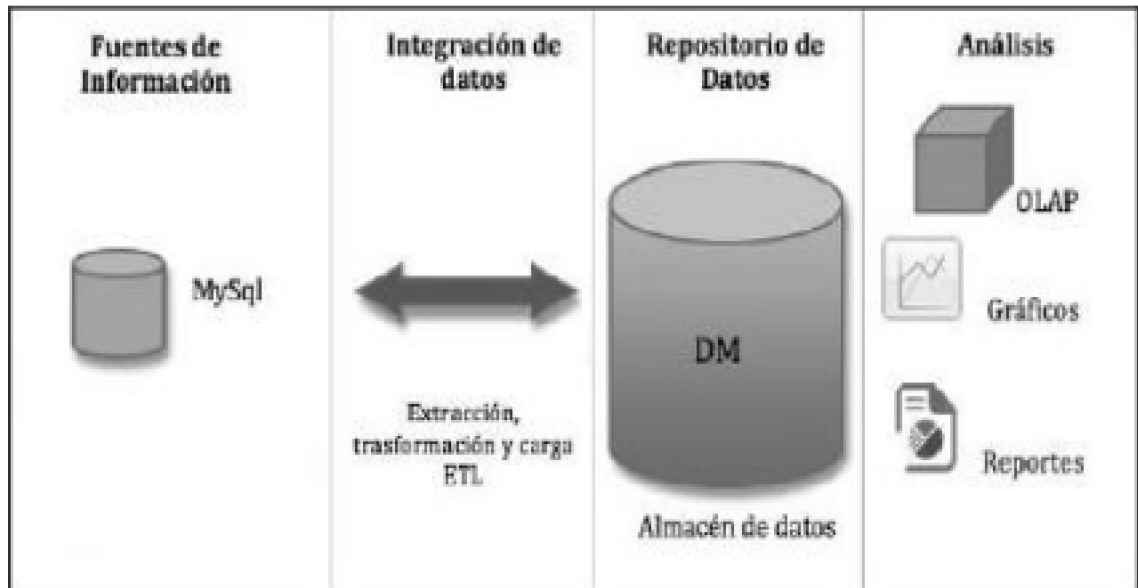 Fuentes de
Información
MySql
Integración de
datos
Extracción,
trasformación y carga
ETL
Repositorio de
Datos
DM
Almacén de datos
Análisis
OLAP
Gráficos
Reportes